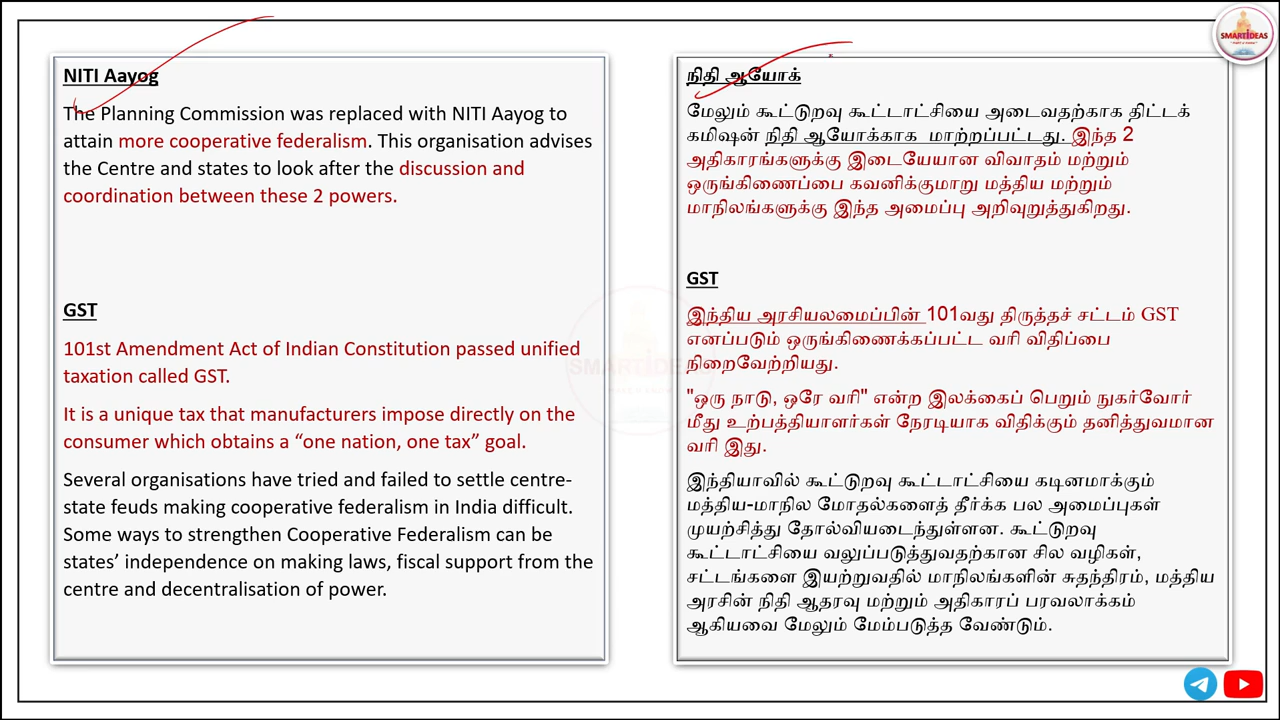 SMARTIDEAS
NITI Aayog
The Planning Commission was replaced with NITI Aayog to
attain more cooperative federalism. This organisation advises
the Centre and states to look after the discussion and
coordination between these 2 powers.
GST
101st Amendment Act of Indian Constitution passed unified
taxation called GST.
It is a unique tax that manufacturers impose directly on the
consumer which obtains a “one nation, one tax” goal.
Several organisations have tried and failed to settle centre-
state feuds making cooperative federalism in India difficult.
Some ways to strengthen Cooperative Federalism can be
states’ independence on making laws, fiscal support from the
centre and decentralisation of power.
நிதி ஆயோக்
மேலும் கூட்டுறவு கூட்டாட்சியை அடைவதற்காக திட்டக்
கமிஷன் நிதி ஆயோக்காக மாற்றப்பட்டது. இந்த 2
அதிகாரங்களுக்கு இடையேயான விவாதம் மற்றும்
ஒருங்கிணைப்பை கவனிக்குமாறு மத்திய மற்றும்
மாநிலங்களுக்கு இந்த அமைப்பு அறிவுறுத்துகிறது.
GST
இந்திய அரசியலமைப்பின் 101வது திருத்தச் சட்டம் GST
எனப்படும் ஒருங்கிணைக்கப்பட்ட வரி விதிப்பை
நிறைவேற்றியது.
"ஒரு நாடு, ஒரே வரி" என்ற இலக்கைப் பெறும் நுகர்வோர்
மீது உற்பத்தியாளர்கள் நேரடியாக விதிக்கும் தனித்துவமான
வரி இது.
இந்தியாவில் கூட்டுறவு கூட்டாட்சியை கடினமாக்கும்
மத்திய-மாநில மோதல்களைத் தீர்க்க பல அமைப்புகள்
முயற்சித்து தோல்வியடைந்துள்ளன. கூட்டுறவு
கூட்டாட்சியை வலுப்படுத்துவதற்கான சில வழிகள்,
சட்டங்களை இயற்றுவதில் மாநிலங்களின் சுதந்திரம், மத்திய
அரசின் நிதி ஆதரவு மற்றும் அதிகாரப் பரவலாக்கம்
ஆகியவை மேலும் மேம்படுத்த வேண்டும்.
SMARTIDEAS